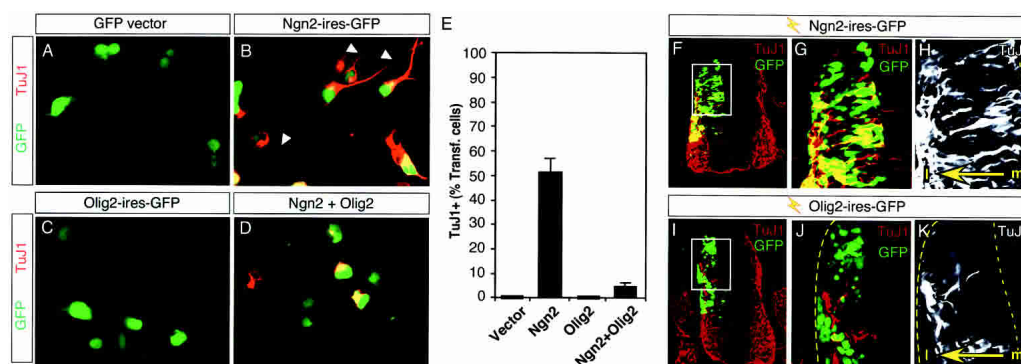 GFP vector
Ngn2-ires-GFP
A
B
GFP TuJ1
Olig2-ires-GFP
Ngn2 + Olig2
C
D
GFP TuJ1
E
TuJ1+ (% Transf. cells)
100
90
80
70
60
50
40
30
20
10
0
Vector
Ngn2
Olig2
Ngn2+Olig2
Ngn2-ires-GFP
F TuJ1
GFP
G TuJ1
GFP
H TuJ
l m
Olig2-ires-GFP
I TuJ1
GFP
J TuJ1
GFP
K TuJ
l m